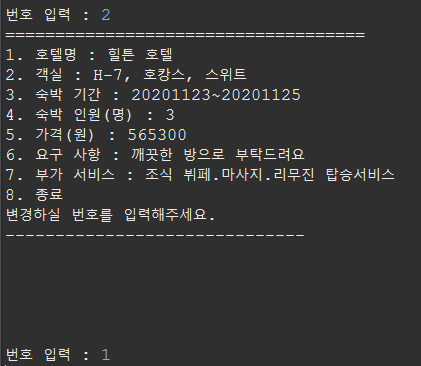 번호 입력 : 2
====================================
1. 호텔명 : 힐튼 호텔
2. 객실 : H-7, 호캉스, 스위트
3. 숙박 기간 : 20201123~20201125
4. 숙박 인원(명) : 3
5. 가격(원) : 565300
6. 요구 사항 : 깨끗한 방으로 부탁드려요
7. 부가 서비스 : 조식 뷔페.마사지.리무진 탑승서비스
8. 종료
변경하실 번호를 입력해주세요.
------------------------------
번호 입력 : 1